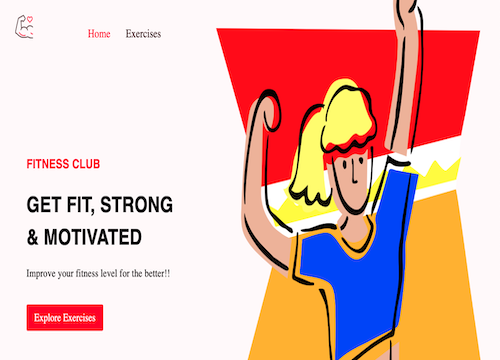 Home Exercises
FITNESS CLUB
GET FIT, STRONG
& MOTIVATED
Improve your fitness level for the better!!
Explore Exercises